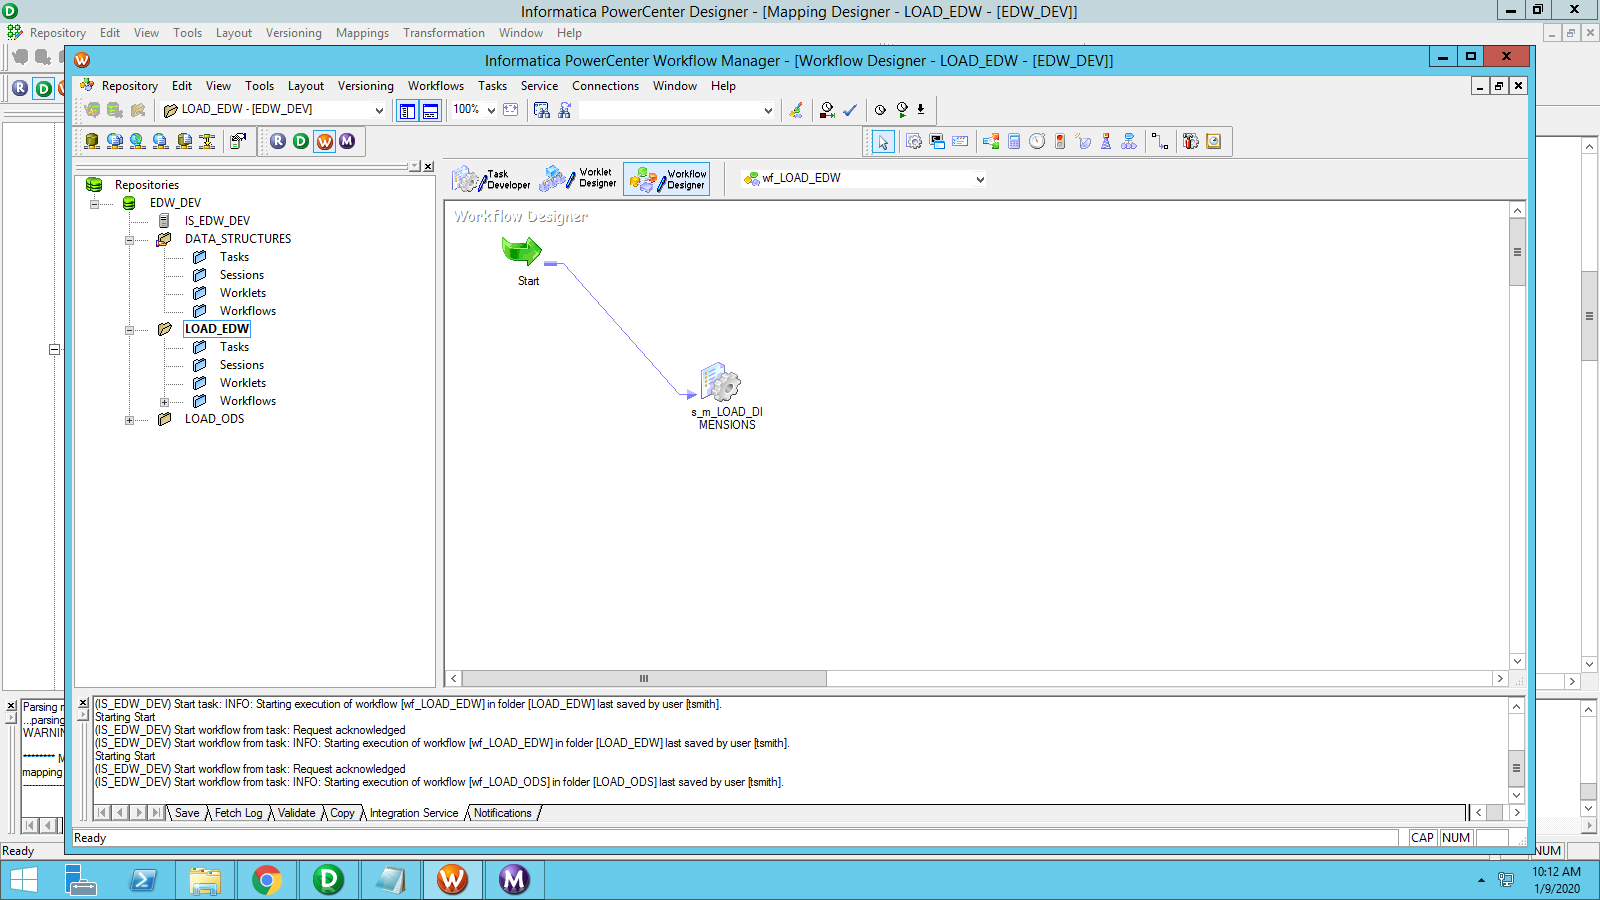 Informatica PowerCenter Designer - [Mapping Designer - LOAD_EDW - [EDW_DEV]]
Repository Edit View Tools Layout Versioning Mappings Transformation Window Help
Informatica PowerCenter Workflow Manager - [Workflow Designer - LOAD_EDW - [EDW_DEV]]
Repository Edit View Tools Layout Versioning Workflows Tasks Service Connections Window Help
LOAD_EDW - [EDW_DEV]
100%
R D W M
Task Developer
Worklet Designer
Workflow Designer
wf_LOAD_EDW
Repositories
EDW_DEV
IS_EDW_DEV
DATA_STRUCTURES
Tasks
Sessions
Worklets
Workflows
LOAD_EDW
Tasks
Sessions
Worklets
Workflows
LOAD_ODS
Workflow Designer
Start
s_m_LOAD_DI
MENSIONS
Parsing
...parsing
WARNIN
******** M
mapping
(IS_EDW_DEV) Start task: INFO: Starting execution of workflow [wf_LOAD_EDW] in folder [LOAD_EDW] last saved by user [tsmith].
Starting Start
(IS_EDW_DEV) Start workflow from task: Request acknowledged
(IS_EDW_DEV) Start workflow from task: INFO: Starting execution of workflow [wf_LOAD_EDW] in folder [LOAD_EDW] last saved by user [tsmith].
Starting Start
(IS_EDW_DEV) Start workflow from task: Request acknowledged
(IS_EDW_DEV) Start workflow from task: INFO: Starting execution of workflow [wf_LOAD_ODS] in folder [LOAD_ODS] last saved by user [tsmith].
Save Fetch Log Validate Copy Integration Service Notifications
Ready CAP NUM
Ready NUM
D W M
10:12 AM
1/9/2020